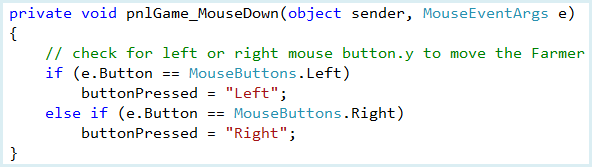 private void pnlGame_MouseDown(object sender, MouseEventArgs e)
{
    // check for left or right mouse button.y to move the Farmer
    if (e.Button == MouseButtons.Left)
        buttonPressed = "Left";
    else if (e.Button == MouseButtons.Right)
        buttonPressed = "Right";
}